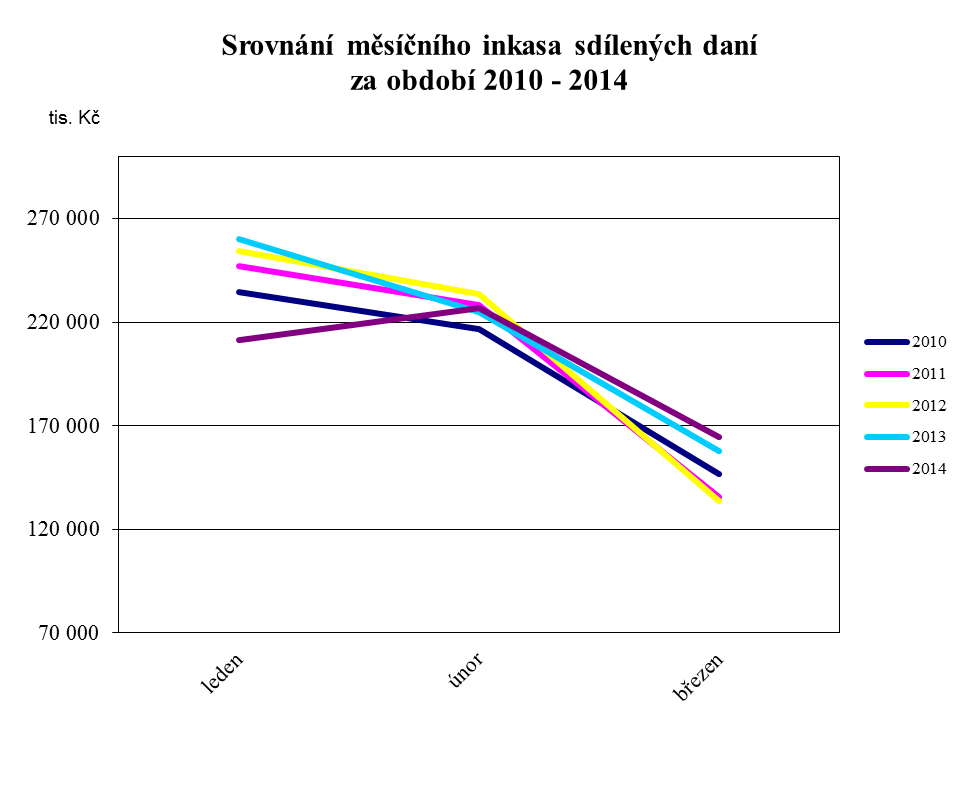 Srovnání měsíčního inkasa sdílených daní
za období 2010 - 2014
tis. Kč
270 000
220 000
170 000
120 000
70 000
leden
únor
březen
2010
2011
2012
2013
2014